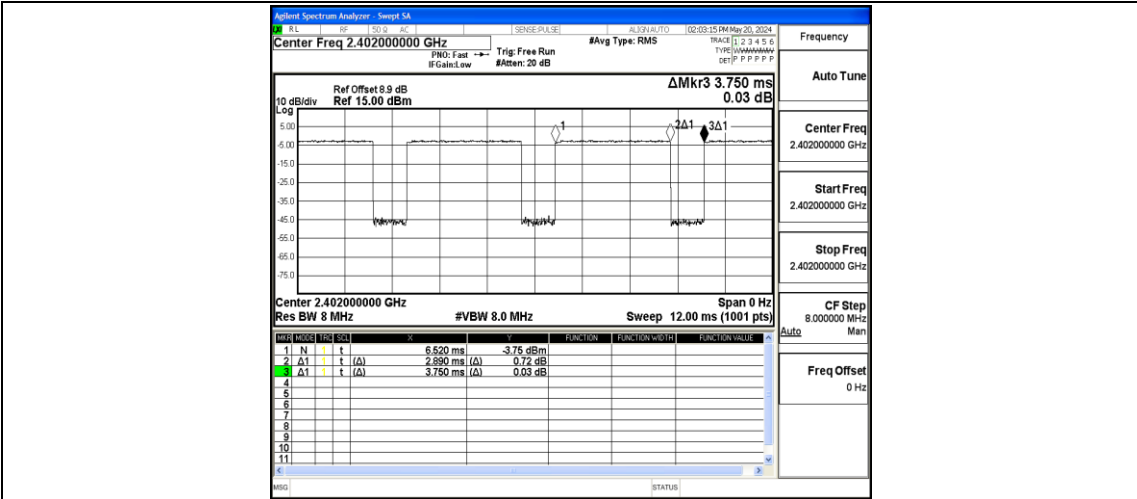 Agilent Spectrum Analyzer - Swept SA
RL RF 50 Ω AC SENSE:PULSE ALIGN AUTO 02:03:15 PM May 20, 2024
Center Freq 2.402000000 GHz
PNO: Fast
IFGain:Low
Trig: Free Run
#Atten: 20 dB
#Avg Type: RMS
TRACE 1 2 3 4 5 6
TYPE
DET P P P P P P
Frequency
Auto Tune
Center Freq
2.402000000 GHz
Start Freq
2.402000000 GHz
Stop Freq
2.402000000 GHz
CF Step
8.000000 MHz
Auto Man
Freq Offset
0 Hz
ΔMkr3 3.750 ms
0.03 dB
Ref Offset 8.9 dB
10 dB/div Ref 15.00 dBm
Log
5.00
-5.00
-15.0
-25.0
-35.0
-45.0
-55.0
-65.0
-75.0
1
2Δ1
3Δ1
Center 2.402000000 GHz Span 0 Hz
Res BW 8 MHz #VBW 8.0 MHz Sweep 12.00 ms (1001 pts)
MKR MODE TRC SCL X Y FUNCTION FUNCTION WIDTH FUNCTION VALUE
1 N 1 t 6.520 ms -3.75 dBm
2 Δ1 1 t (Δ) 2.890 ms (Δ) 0.72 dB
3 Δ1 1 t (Δ) 3.750 ms (Δ) 0.03 dB
4
5
6
7
8
9
10
11
MSG STATUS